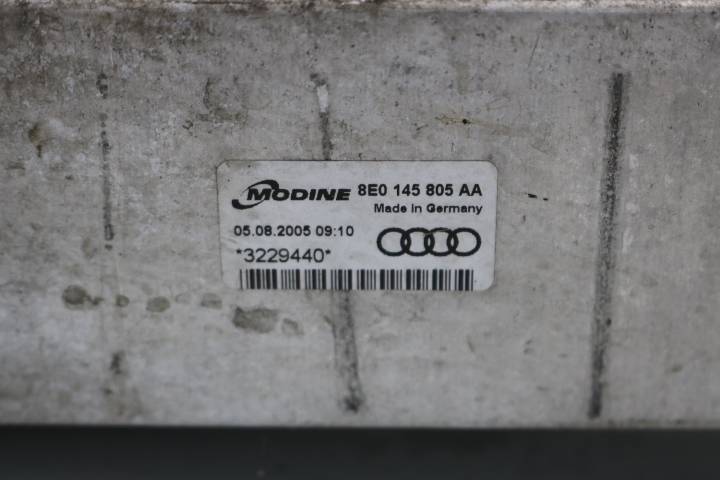 MODINE 8E0 145 805 AA
Made in Germany
05.08.2005 09:10
*3229440*